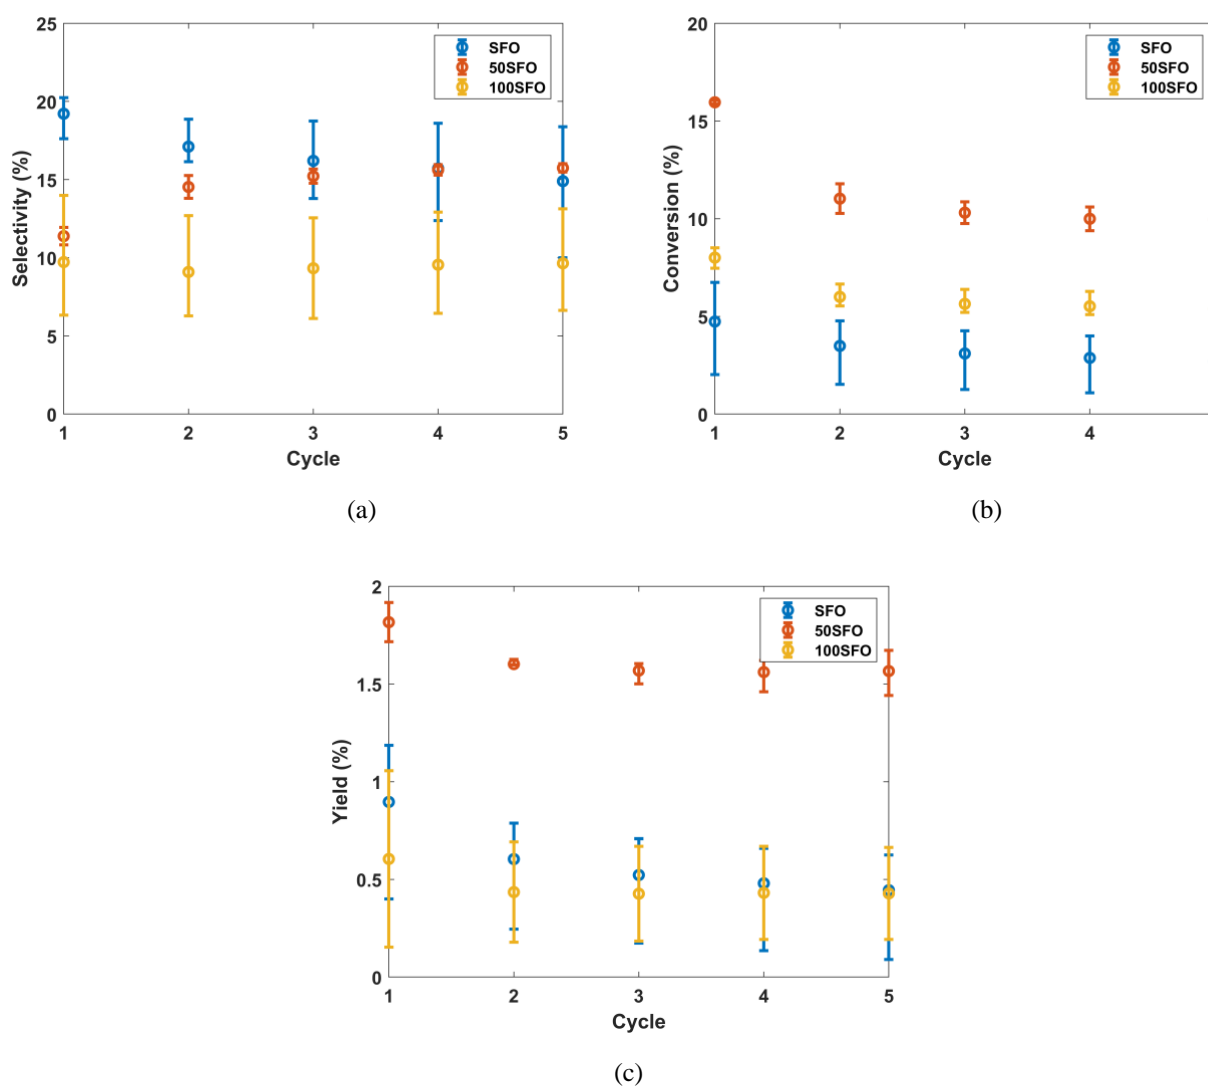 25
20
15
10
5
0
Selectivity (%)
SFO
50SFO
100SFO
1 2 3 4 5
Cycle
(a)
20
15
10
5
0
Conversion (%)
SFO
50SFO
100SFO
1 2 3 4
Cycle
(b)
2
1.5
1
0.5
0
Yield (%)
SFO
50SFO
100SFO
1 2 3 4 5
Cycle
(c)